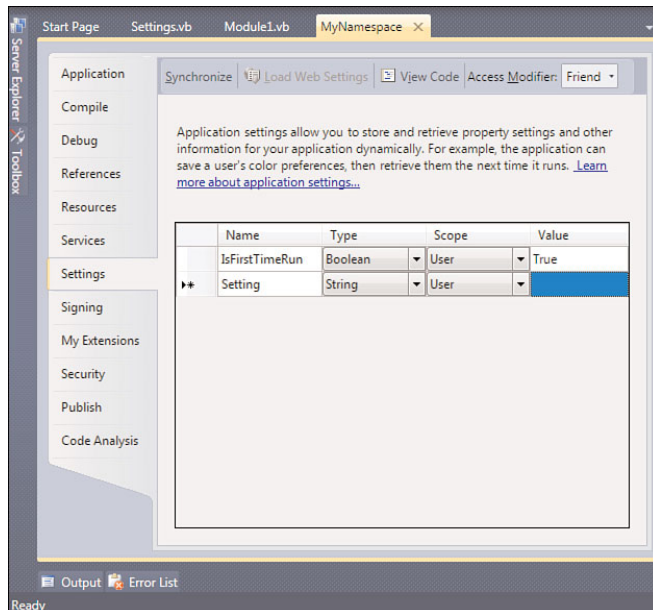 Start Page Settings.vb Module1.vb MyNamespace
Server Explorer
Toolbox
Application
Compile
Debug
References
Resources
Services
Settings
Signing
My Extensions
Security
Publish
Code Analysis
Synchronize Load Web Settings View Code Access Modifier: Friend
Application settings allow you to store and retrieve property settings and other
information for your application dynamically. For example, the application can
save a user's color preferences, then retrieve them the next time it runs. Learn
more about application settings...
Name Type Scope Value
IsFirstTimeRun Boolean User True
Setting String User
Output Error List
Ready